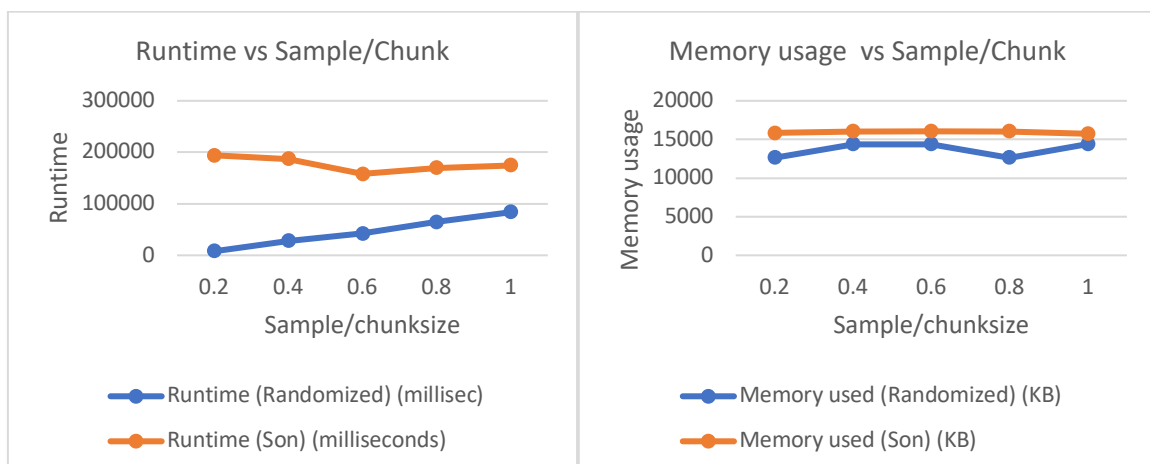 Runtime vs Sample/Chunk
300000
200000
100000
0
Runtime
0.2 0.4 0.6 0.8 1
Sample/chunksize
Runtime (Randomized) (millisec)
Runtime (Son) (milliseconds)
Memory usage vs Sample/Chunk
20000
15000
10000
5000
0
Memory usage
0.2 0.4 0.6 0.8 1
Sample/chunksize
Memory used (Randomized) (KB)
Memory used (Son) (KB)